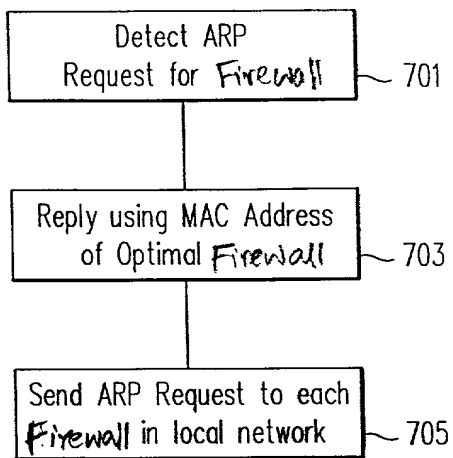 Detect ARP
Request for Firewall
701
Reply using MAC Address
of Optimal Firewall
703
Send ARP Request to each
Firewall in local network
705